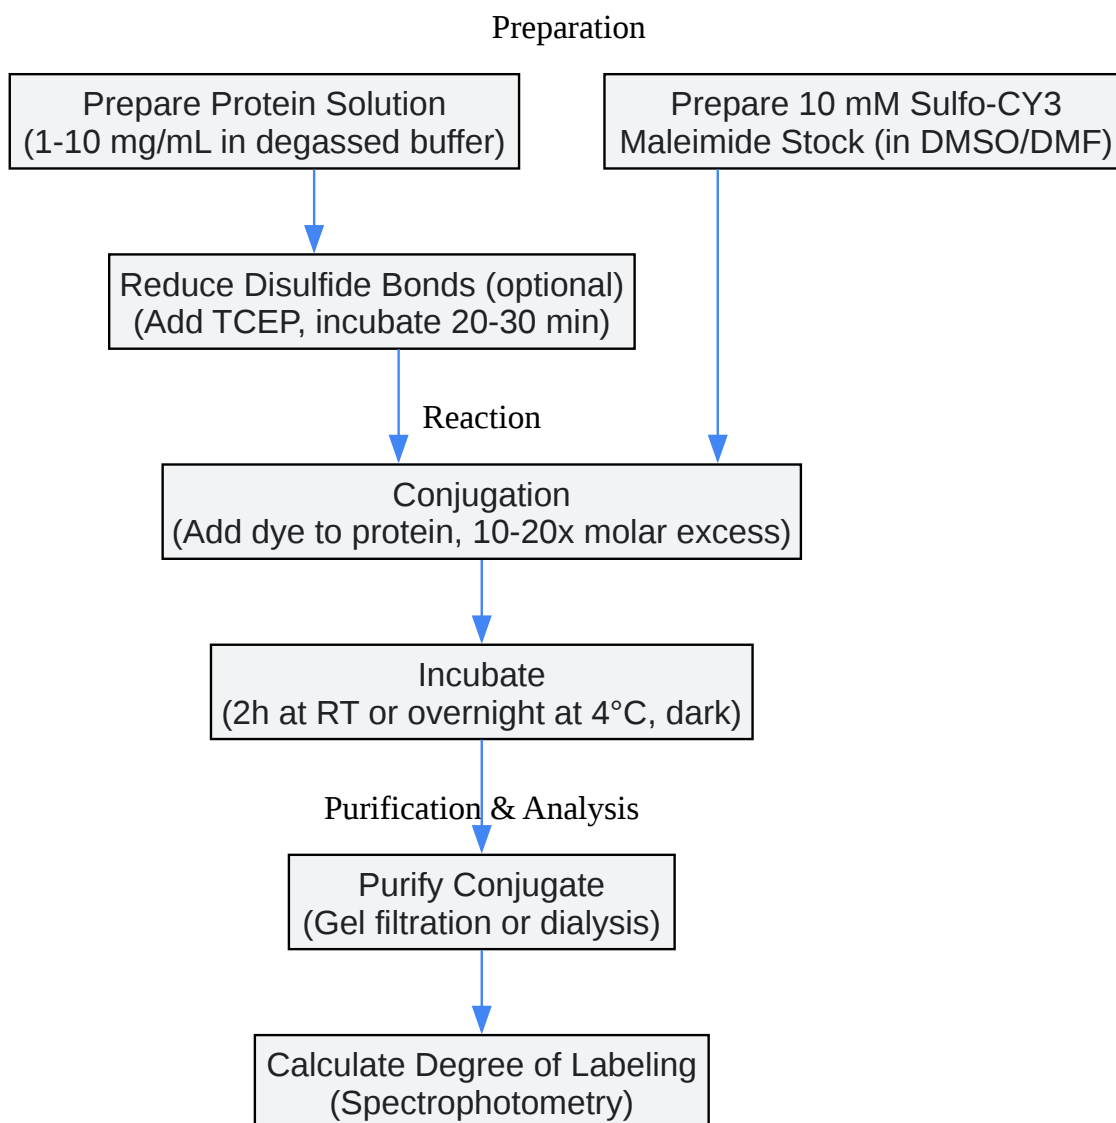 Preparation
Prepare Protein Solution
(1-10 mg/mL in degassed buffer)
Prepare 10 mM Sulfo-CY3
Maleimide Stock (in DMSO/DMF)
Reduce Disulfide Bonds (optional)
(Add TCEP, incubate 20-30 min)
Reaction
Conjugation
(Add dye to protein, 10-20x molar excess)
Incubate
(2h at RT or overnight at 4°C, dark)
Purification & Analysis
Purify Conjugate
(Gel filtration or dialysis)
Calculate Degree of Labeling
(Spectrophotometry)